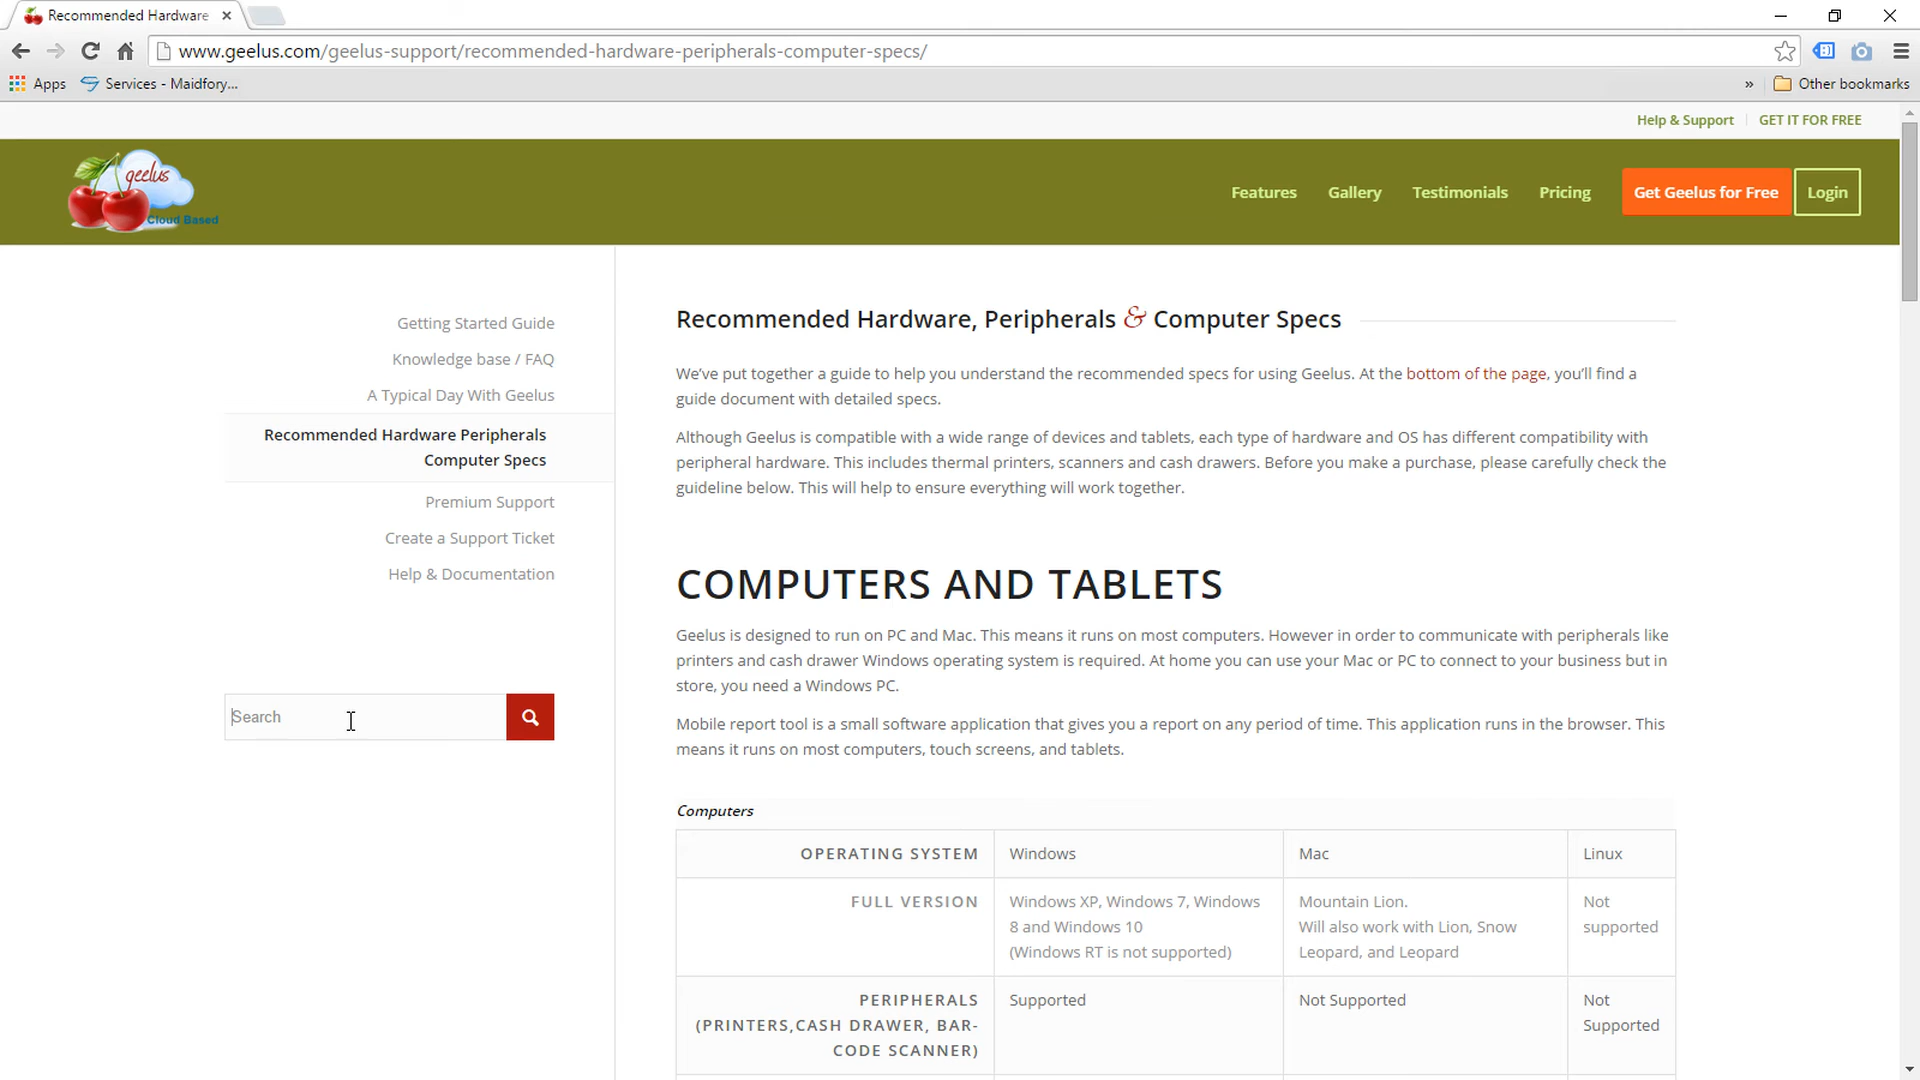 Recommended Hardware
www.geelus.com/geelus-support/recommended-hardware-peripherals-computer-specs/
Apps
Services - Maidfory...
»
Other bookmarks
Help & Support
GET IT FOR FREE
geelus
Cloud Based
Features
Gallery
Testimonials
Pricing
Get Geelus for Free
Login
Getting Started Guide
Knowledge base / FAQ
A Typical Day With Geelus
Recommended Hardware Peripherals
Computer Specs
Premium Support
Create a Support Ticket
Help & Documentation
Search
Recommended Hardware, Peripherals & Computer Specs
We've put together a guide to help you understand the recommended specs for using Geelus. At the bottom of the page, you'll find a
guide document with detailed specs.
Although Geelus is compatible with a wide range of devices and tablets, each type of hardware and OS has different compatibility with
peripheral hardware. This includes thermal printers, scanners and cash drawers. Before you make a purchase, please carefully check the
guideline below. This will help to ensure everything will work together.
COMPUTERS AND TABLETS
Geelus is designed to run on PC and Mac. This means it runs on most computers. However in order to communicate with peripherals like
printers and cash drawer Windows operating system is required. At home you can use your Mac or PC to connect to your business but in
store, you need a Windows PC.
Mobile report tool is a small software application that gives you a report on any period of time. This application runs in the browser. This
means it runs on most computers, touch screens, and tablets.
Computers
OPERATING SYSTEM
Windows
Mac
Linux
FULL VERSION
Windows XP, Windows 7, Windows
8 and Windows 10
(Windows RT is not supported)
Mountain Lion.
Will also work with Lion, Snow
Leopard, and Leopard
Not
supported
PERIPHERALS
(PRINTERS,CASH DRAWER, BAR-
CODE SCANNER)
Supported
Not Supported
Not
Supported